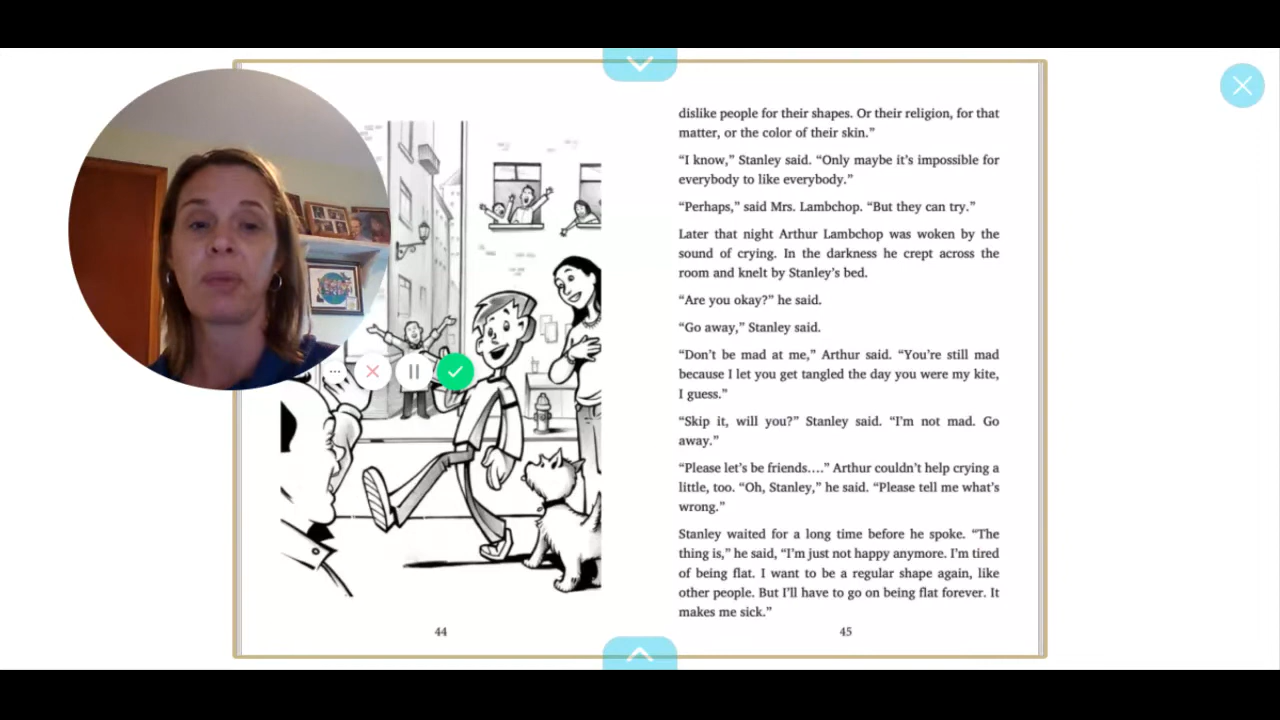 dislike people for their shapes. Or their religion, for that
matter, or the color of their skin.”
“I know,” Stanley said. “Only maybe it’s impossible for
everybody to like everybody.”
“Perhaps,” said Mrs. Lambchop. “But they can try.”
Later that night Arthur Lambchop was woken by the
sound of crying. In the darkness he crept across the
room and knelt by Stanley’s bed.
“Are you okay?” he said.
“Go away,” Stanley said.
“Don’t be mad at me,” Arthur said. “You’re still mad
because I let you get tangled the day you were my kite,
I guess.”
“Skip it, will you?” Stanley said. “I’m not mad. Go
away.”
“Please let’s be friends....” Arthur couldn’t help crying a
little, too. “Oh, Stanley,” he said. “Please tell me what’s
wrong.”
Stanley waited for a long time before he spoke. “The
thing is,” he said, “I’m just not happy anymore. I’m tired
of being flat. I want to be a regular shape again, like
other people. But I’ll have to go on being flat forever. It
makes me sick.”
44
45